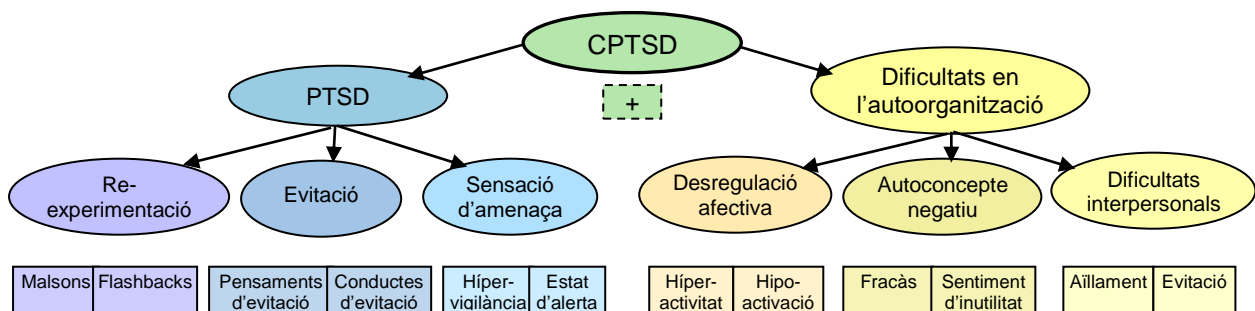 CPTSD
PTSD
+
Dificultats en
l'autoorganització
Re-
experimentació
Evitació
Sensació
d'amenaça
Desregulació
afectiva
Autoconcepte
negatiu
Dificultats
interpersonals
Malsons
Flashbacks
Pensaments
d'evitació
Conductes
d'evitació
Híper-
vigilància
Estat
d'alerta
Híper-
activitat
Hipo-
activació
Fracàs
Sentiment
d'inutilitat
Aïllament
Evitació